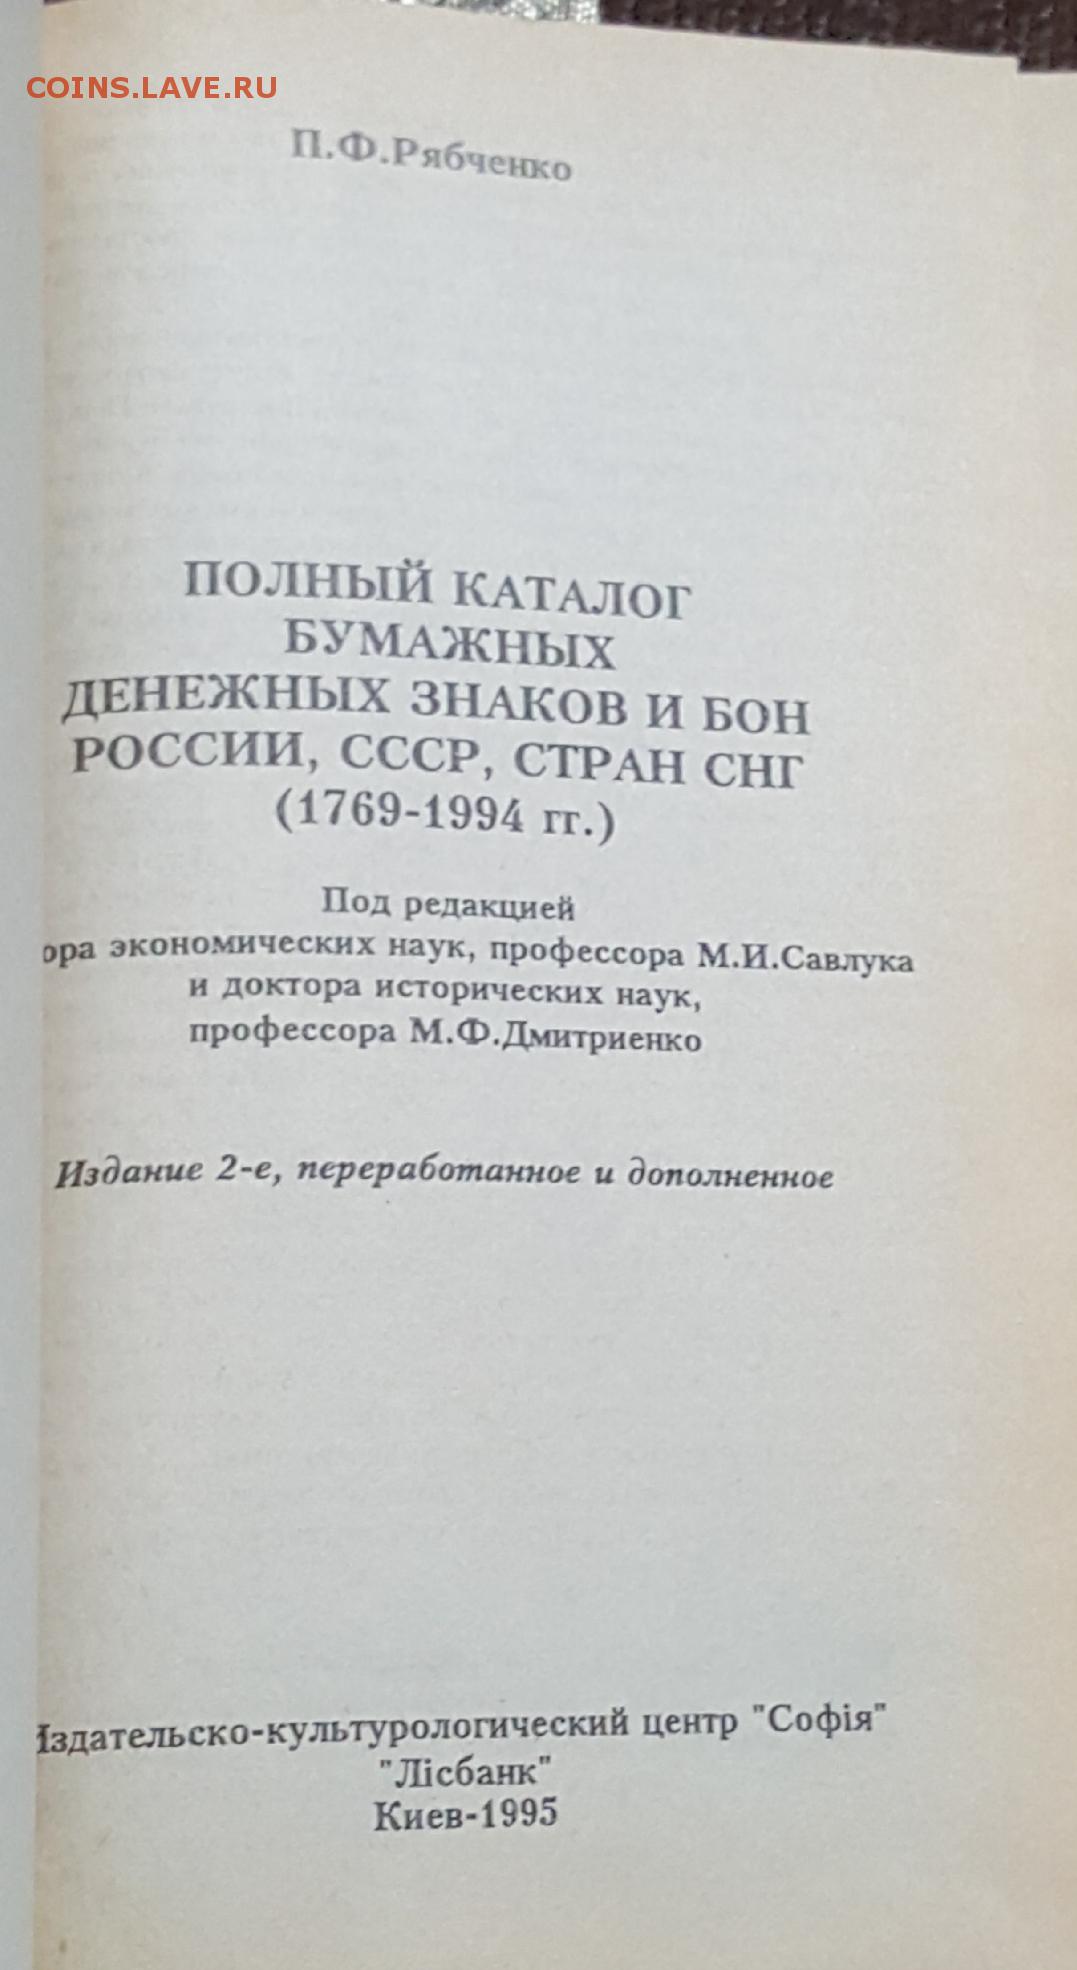 COINS.LAVE.RU
П.Ф.Рябченко
ПОЛНЫЙ КАТАЛОГ
БУМАЖНЫХ
ДЕНЕЖНЫХ ЗНАКОВ И БОН
РОССИИ, СССР, СТРАН СНГ
(1769-1994 гг.)
Под редакцией
ора экономических наук, профессора М.И.Савлука
и доктора исторических наук,
профессора М.Ф.Дмитриенко
Издание 2-е, переработанное и дополненное
Издательско-культурологический центр "Софія"
"Лісбанк"
Киев-1995